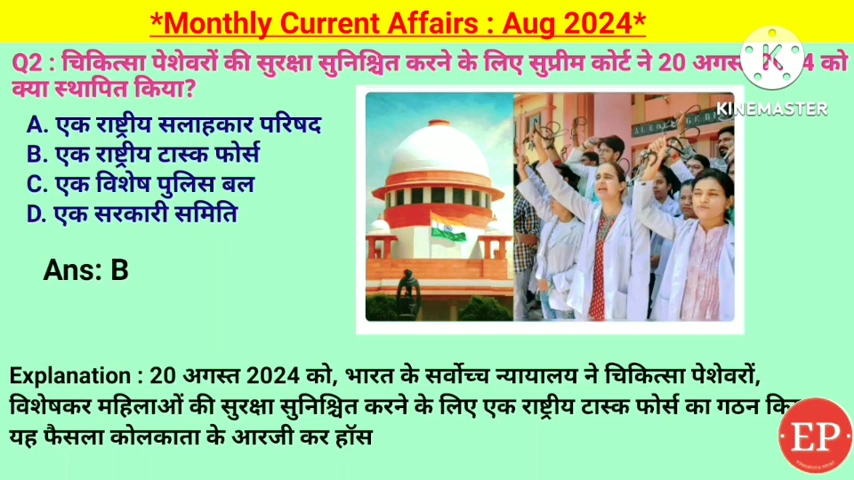 *Monthly Current Affairs : Aug 2024*
Q2 : चिकित्सा पेशेवरों की सुरक्षा सुनिश्चित करने के लिए सुप्रीम कोर्ट ने 20 अगस्त 2024 को
क्या स्थापित किया?
KINEMASTER
A. एक राष्ट्रीय सलाहकार परिषद
B. एक राष्ट्रीय टास्क फोर्स
C. एक विशेष पुलिस बल
D. एक सरकारी समिति
Ans: B
Explanation : 20 अगस्त 2024 को, भारत के सर्वोच्च न्यायालय ने चिकित्सा पेशेवरों,
विशेषकर महिलाओं की सुरक्षा सुनिश्चित करने के लिए एक राष्ट्रीय टास्क फोर्स का गठन
यह फैसला कोलकाता के आरजी कर हॉस
EP